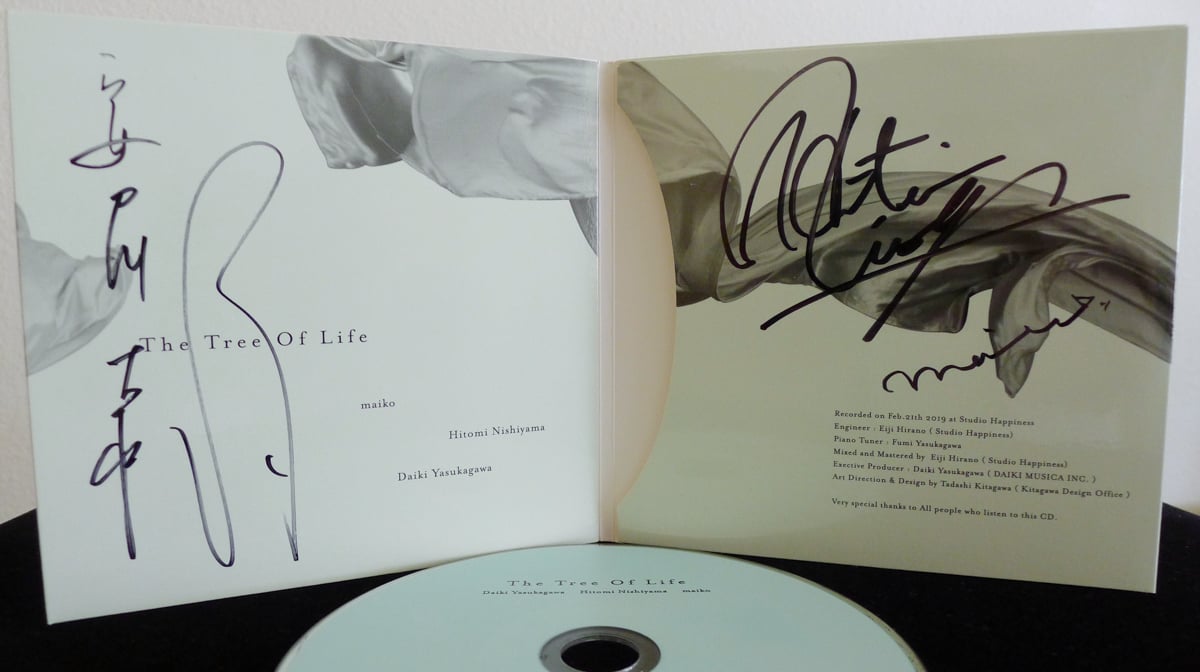 The Tree Of Life
maiko
Hitomi Nishiyama
Daiki Yasukagawa
maiko
Recorded on Feb.21th 2019 at Studio Happiness
Engineer : Eiji Hirano ( Studio Happiness)
Piano Tuner : Fumi Yasukagawa
Mixed and Mastered by Eiji Hirano (Studio Happiness)
Exective Producer : Daiki Yasukagawa ( DAIKI MUSICA INC. )
Art Direction & Design by Tadashi Kitagawa ( Kitagawa Design Office )
Very special thanks to All people who listen to this CD.
The Tree Of Life
Daiki Yasukagawa Hitomi Nishiyama maiko